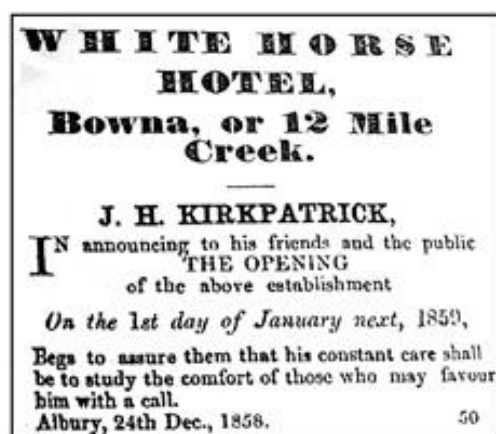 WHITE HORSE
HOTEL,
Bowna, or 12 Mile
Creek.
J. H. KIRKPATRICK,
IN announcing to his friends and the public
THE OPENING
of the above establishment
On the 1st day of January next, 1859,
Begs to assure them that his constant care shall
be to study the comfort of those who may favour
him with a call.
Albury, 24th Dec., 1858. 50